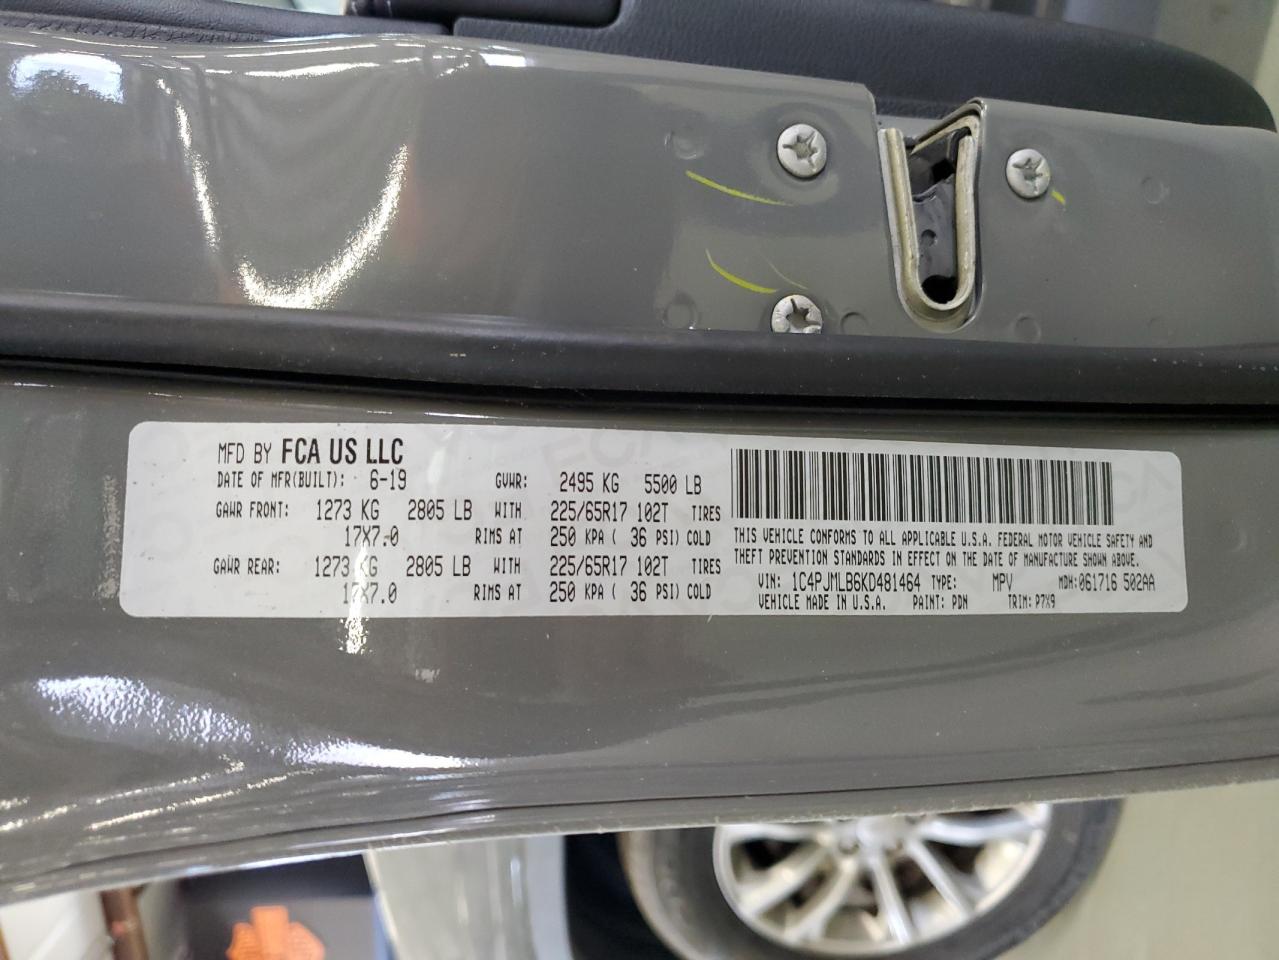 MFD BY FCA US LLC
DATE OF MFR(BUILT): 6-19 GVWR: 2495 KG 5500 LB
GAWR FRONT: 1273 KG 2805 LB WITH 225/65R17 102T TIRES
17X7.0 RIMS AT 250 KPA ( 36 PSI) COLD
GAWR REAR: 1273 KG 2805 LB WITH 225/65R17 102T TIRES
17X7.0 RIMS AT 250 KPA ( 36 PSI) COLD
THIS VEHICLE CONFORMS TO ALL APPLICABLE U.S.A. FEDERAL MOTOR VEHICLE SAFETY AND
THEFT PREVENTION STANDARDS IN EFFECT ON THE DATE OF MANUFACTURE SHOWN ABOVE.
VIN: 1C4PJMLB6KD481464 TYPE: MPV MDH: 061716 502AA
VEHICLE MADE IN U.S.A. PAINT: PDN TRIM: P7X9